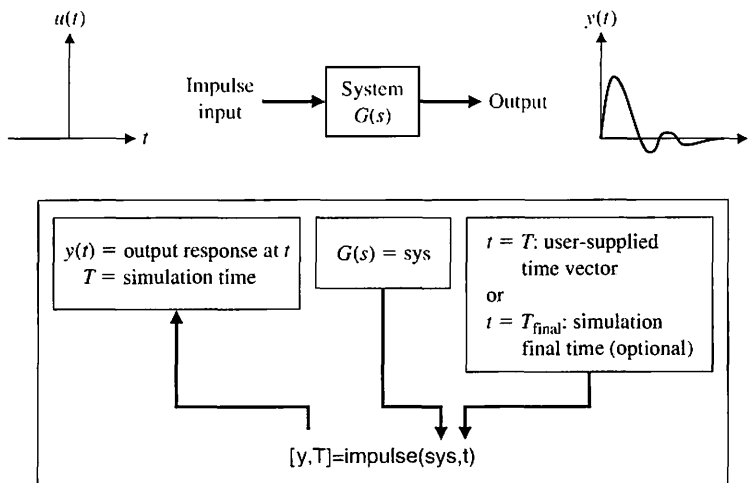 u(t)
t
Impulse
input
System
G(s)
Output
y(t)
y(t) = output response at t
T = simulation time
G(s) = sys
t = T: user-supplied
time vector
or
t = T_final: simulation
final time (optional)
[y,T]=impulse(sys,t)